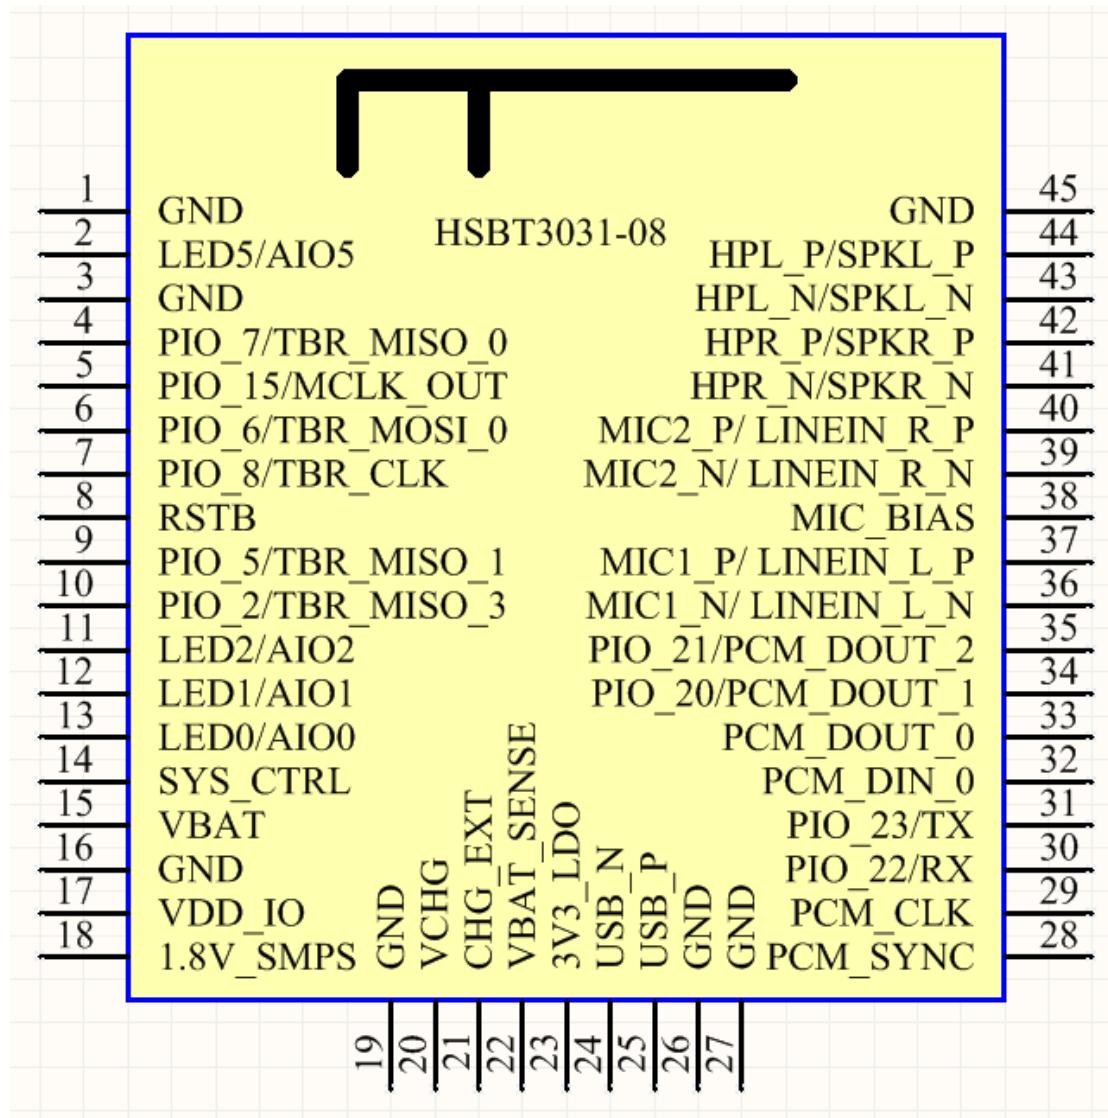 HSBT3031-08
1 GND
2 LED5/AIO5
3 GND
4 PIO_7/TBR_MISO_0
5 PIO_15/MCLK_OUT
6 PIO_6/TBR_MOSI_0
7 PIO_8/TBR_CLK
8 RSTB
9 PIO_5/TBR_MISO_1
10 PIO_2/TBR_MISO_3
11 LED2/AIO2
12 LED1/AIO1
13 LED0/AIO0
14 SYS_CTRL
15 VBAT
16 GND
17 VDD_IO
18 1.8V_SMPS
19 GND
20 VCHG
21 CHG_EXT
22 VBAT_SENSE
23 3V3_LDO
24 USB_N
25 USB_P
26 GND
27 GND
45 GND
44 HPL_P/SPKL_P
43 HPL_N/SPKL_N
42 HPR_P/SPKR_P
41 HPR_N/SPKR_N
40 MIC2_P/ LINEIN_R_P
39 MIC2_N/ LINEIN_R_N
38 MIC_BIAS
37 MIC1_P/ LINEIN_L_P
36 MIC1_N/ LINEIN_L_N
35 PIO_21/PCM_DOUT_2
34 PIO_20/PCM_DOUT_1
33 PCM_DOUT_0
32 PCM_DIN_0
31 PIO_23/TX
30 PIO_22/RX
29 PCM_CLK
28 PCM_SYNC